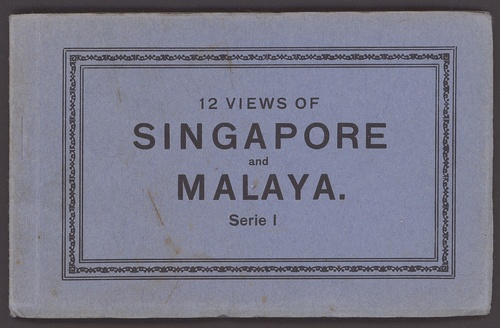 12 VIEWS OF
SINGAPORE
and
MALAYA.
Serie I